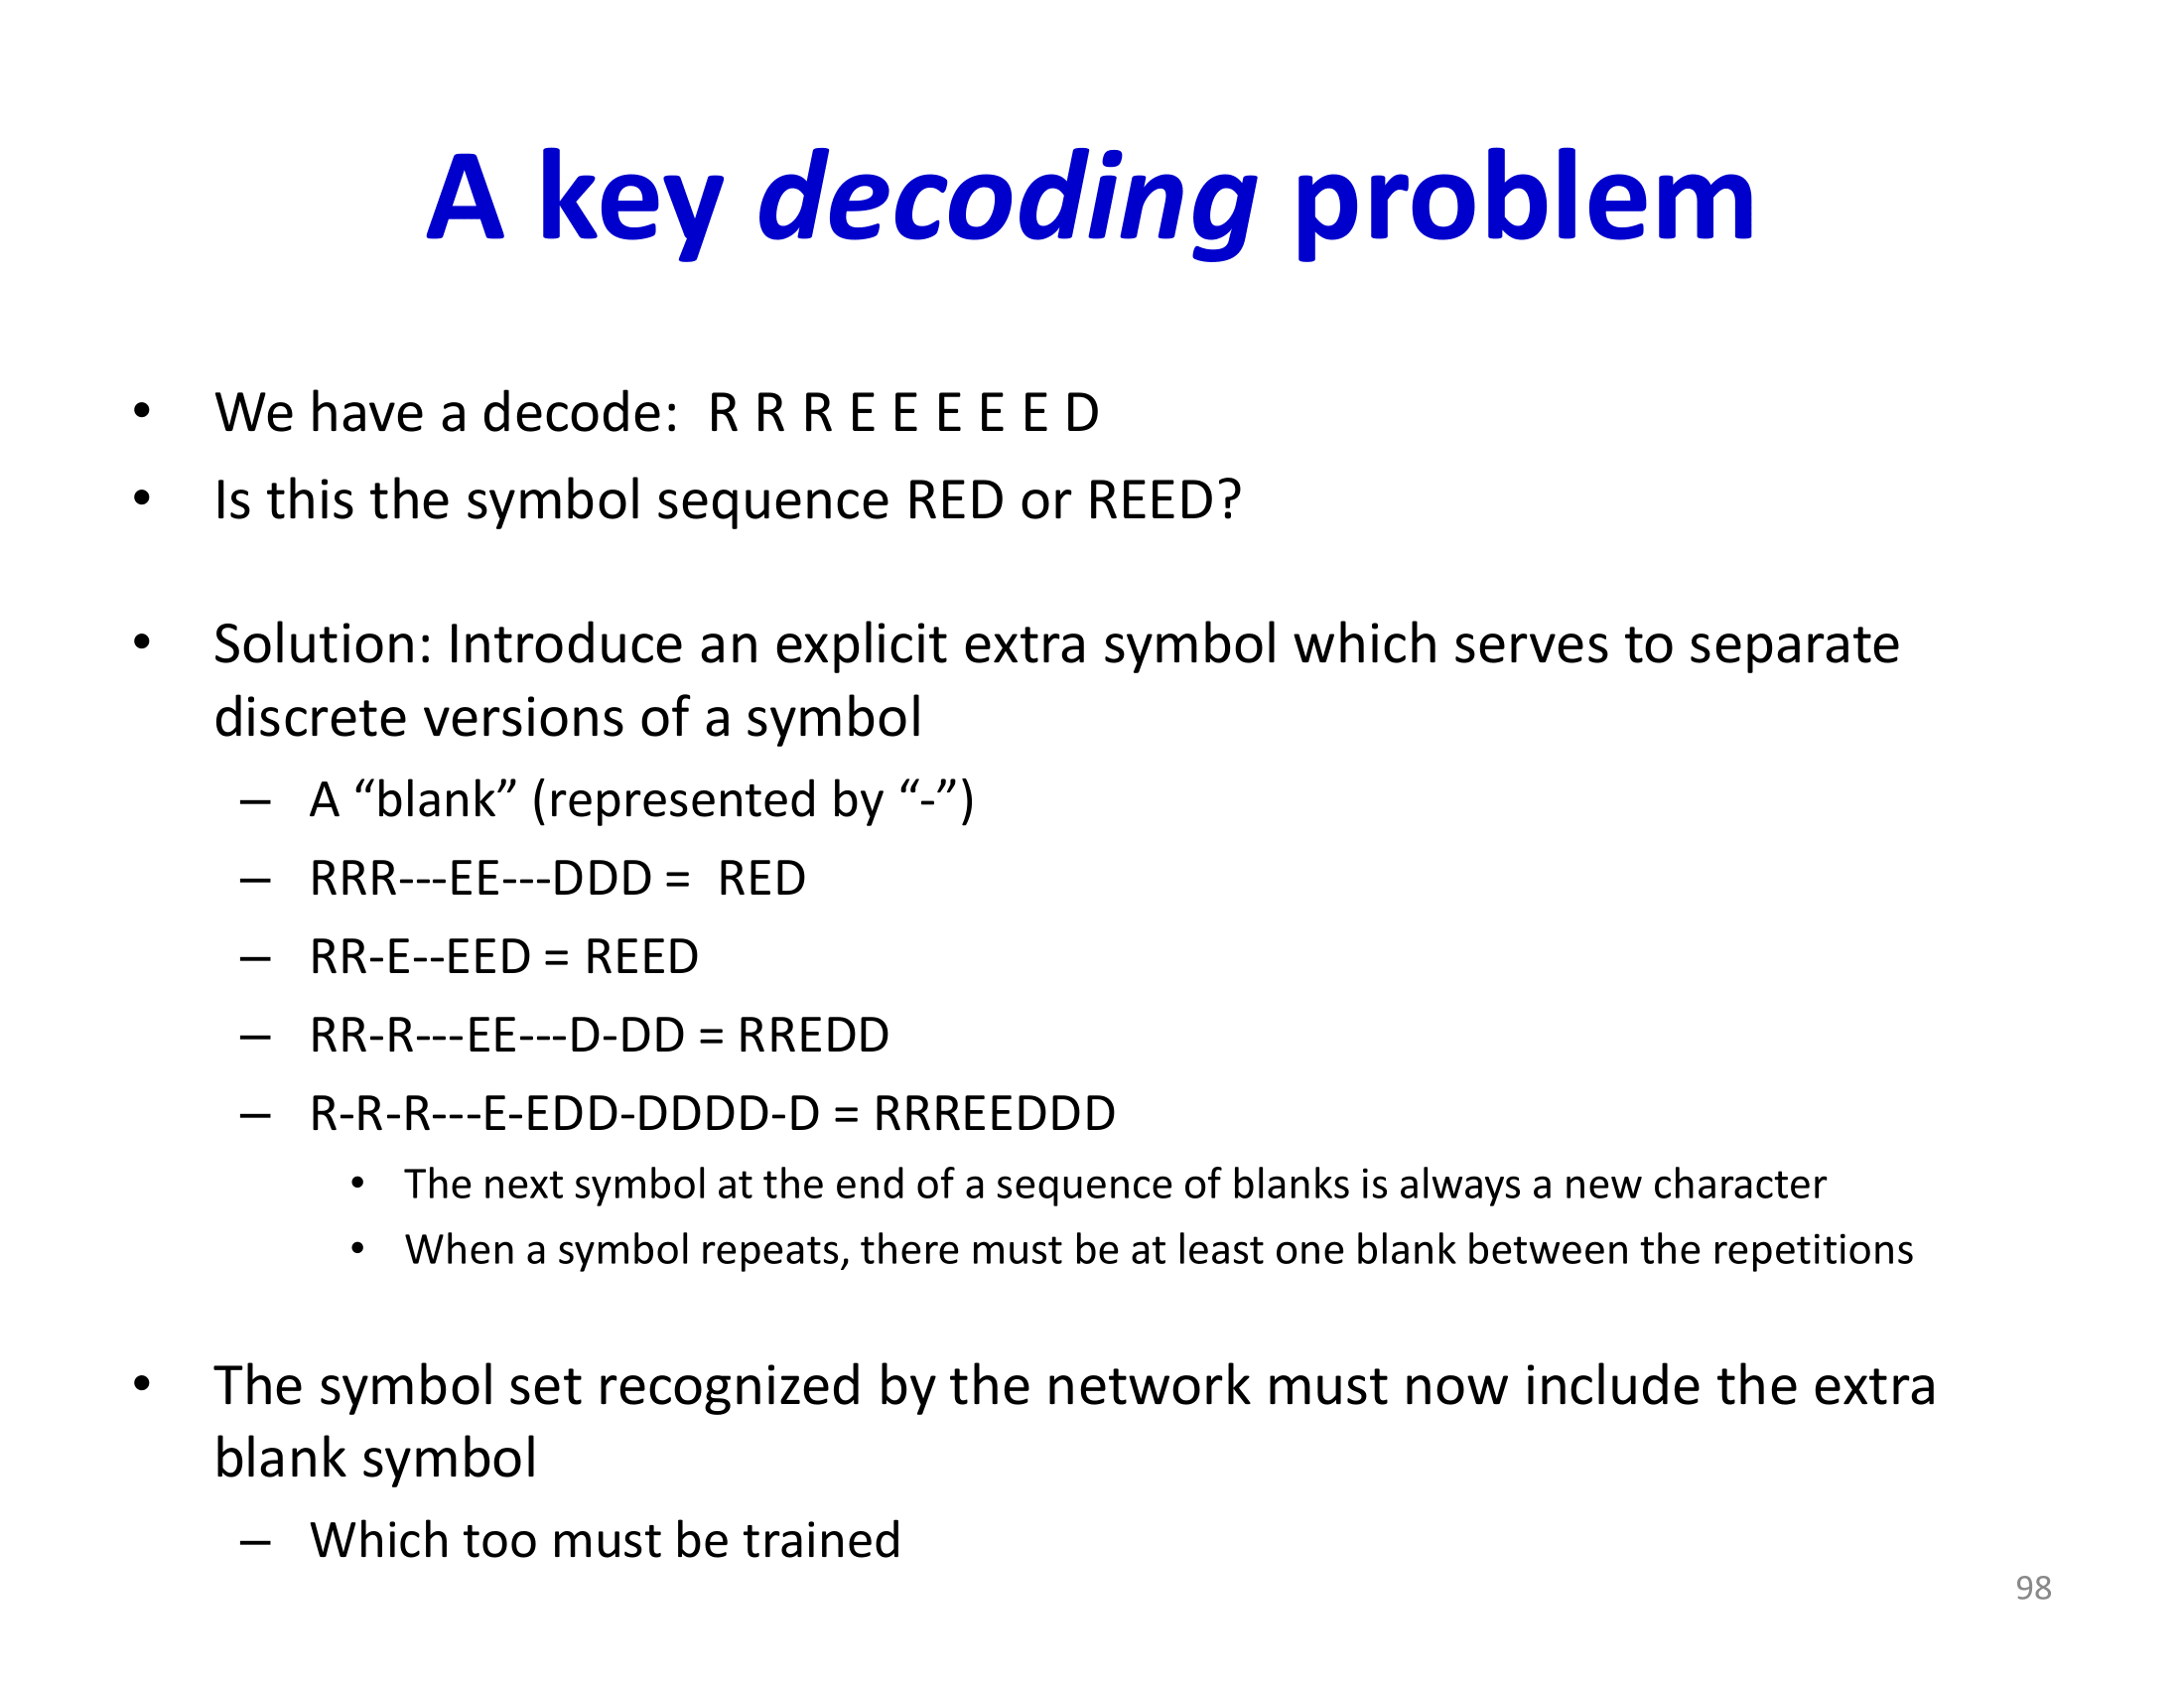 A key decoding problem
• We have a decode: R R R E E E E E D
• Is this the symbol sequence RED or REED?
• Solution: Introduce an explicit extra symbol which serves to separate
discrete versions of a symbol
– A “blank” (represented by “-”)
– RRR---EE---DDD = RED
– RR-E--EED = REED
– RR-R---EE---D-DD = RREDD
– R-R-R---E-EDD-DDDD-D = RRREEDDD
• The next symbol at the end of a sequence of blanks is always a new character
• When a symbol repeats, there must be at least one blank between the repetitions
• The symbol set recognized by the network must now include the extra
blank symbol
– Which too must be trained
98